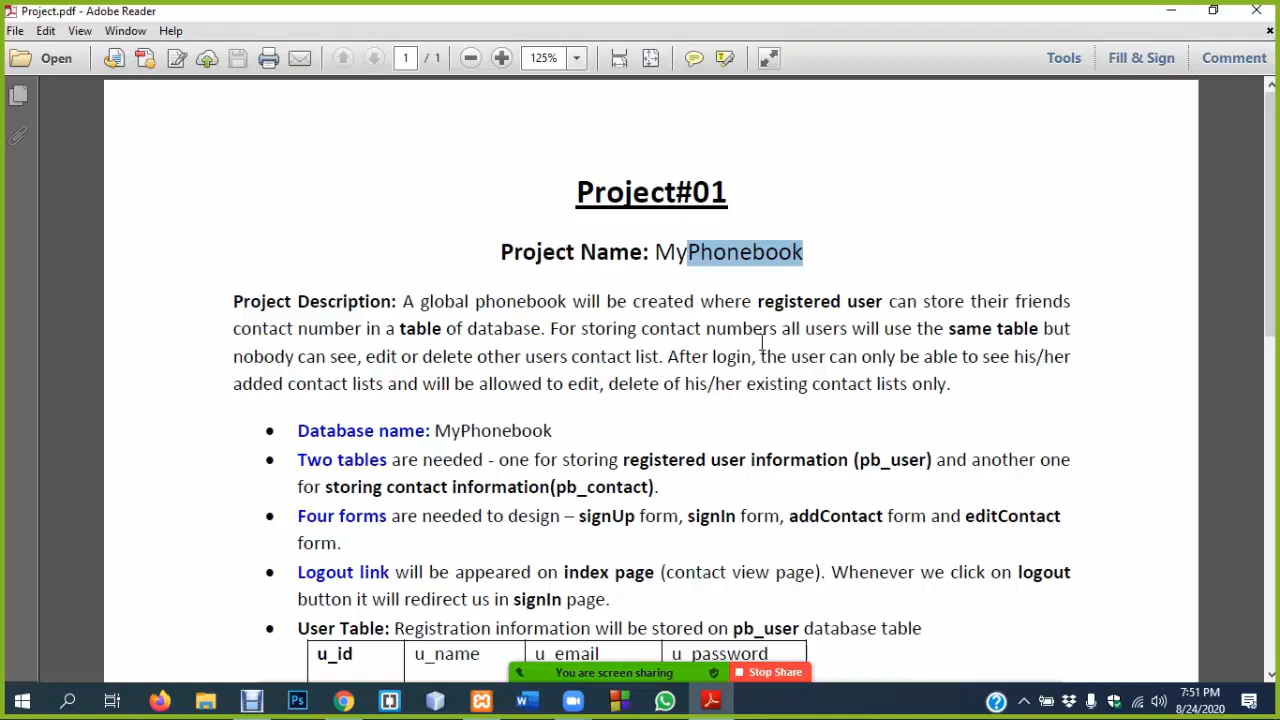 Project.pdf - Adobe Reader
File Edit View Window Help
Open 1 / 1 125% Tools Fill & Sign Comment
Project#01
Project Name: MyPhonebook
Project Description: A global phonebook will be created where registered user can store their friends
contact number in a table of database. For storing contact numbers all users will use the same table but
nobody can see, edit or delete other users contact list. After login, the user can only be able to see his/her
added contact lists and will be allowed to edit, delete of his/her existing contact lists only.
• Database name: MyPhonebook
• Two tables are needed - one for storing registered user information (pb_user) and another one
for storing contact information(pb_contact).
• Four forms are needed to design – signUp form, signIn form, addContact form and editContact
form.
• Logout link will be appeared on index page (contact view page). Whenever we click on logout
button it will redirect us in signIn page.
• User Table: Registration information will be stored on pb_user database table
u_id u_name u_email u_password
You are screen sharing Stop Share
7:51 PM
8/24/2020